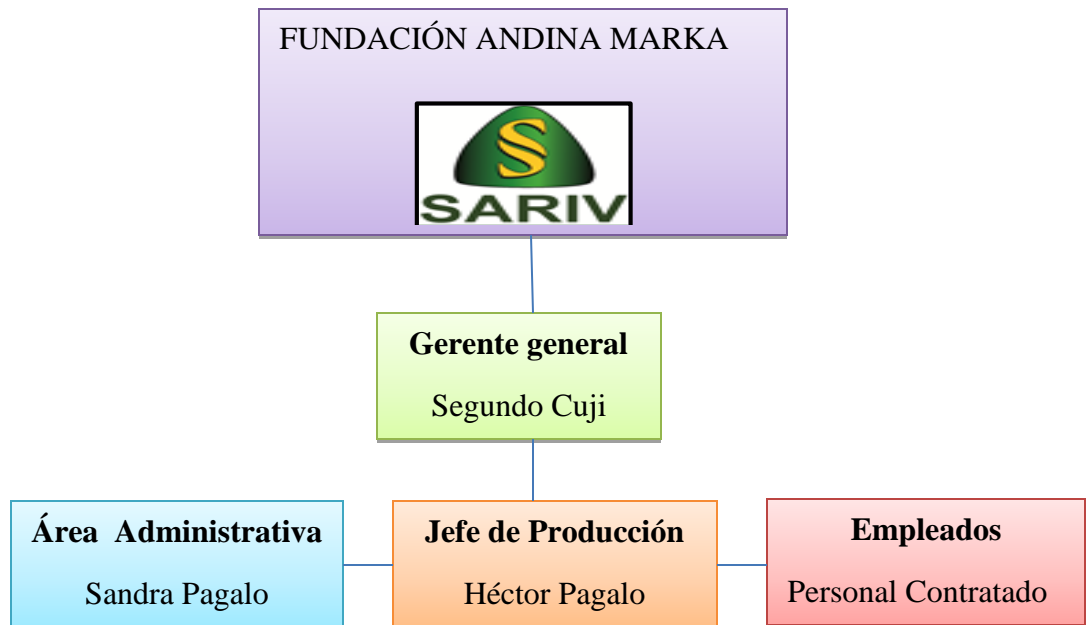 FUNDACIÓN ANDINA MARKA
S
SARIV
Gerente general
Segundo Cuji
Área Administrativa
Sandra Pagalo
Jefe de Producción
Héctor Pagalo
Empleados
Personal Contratado